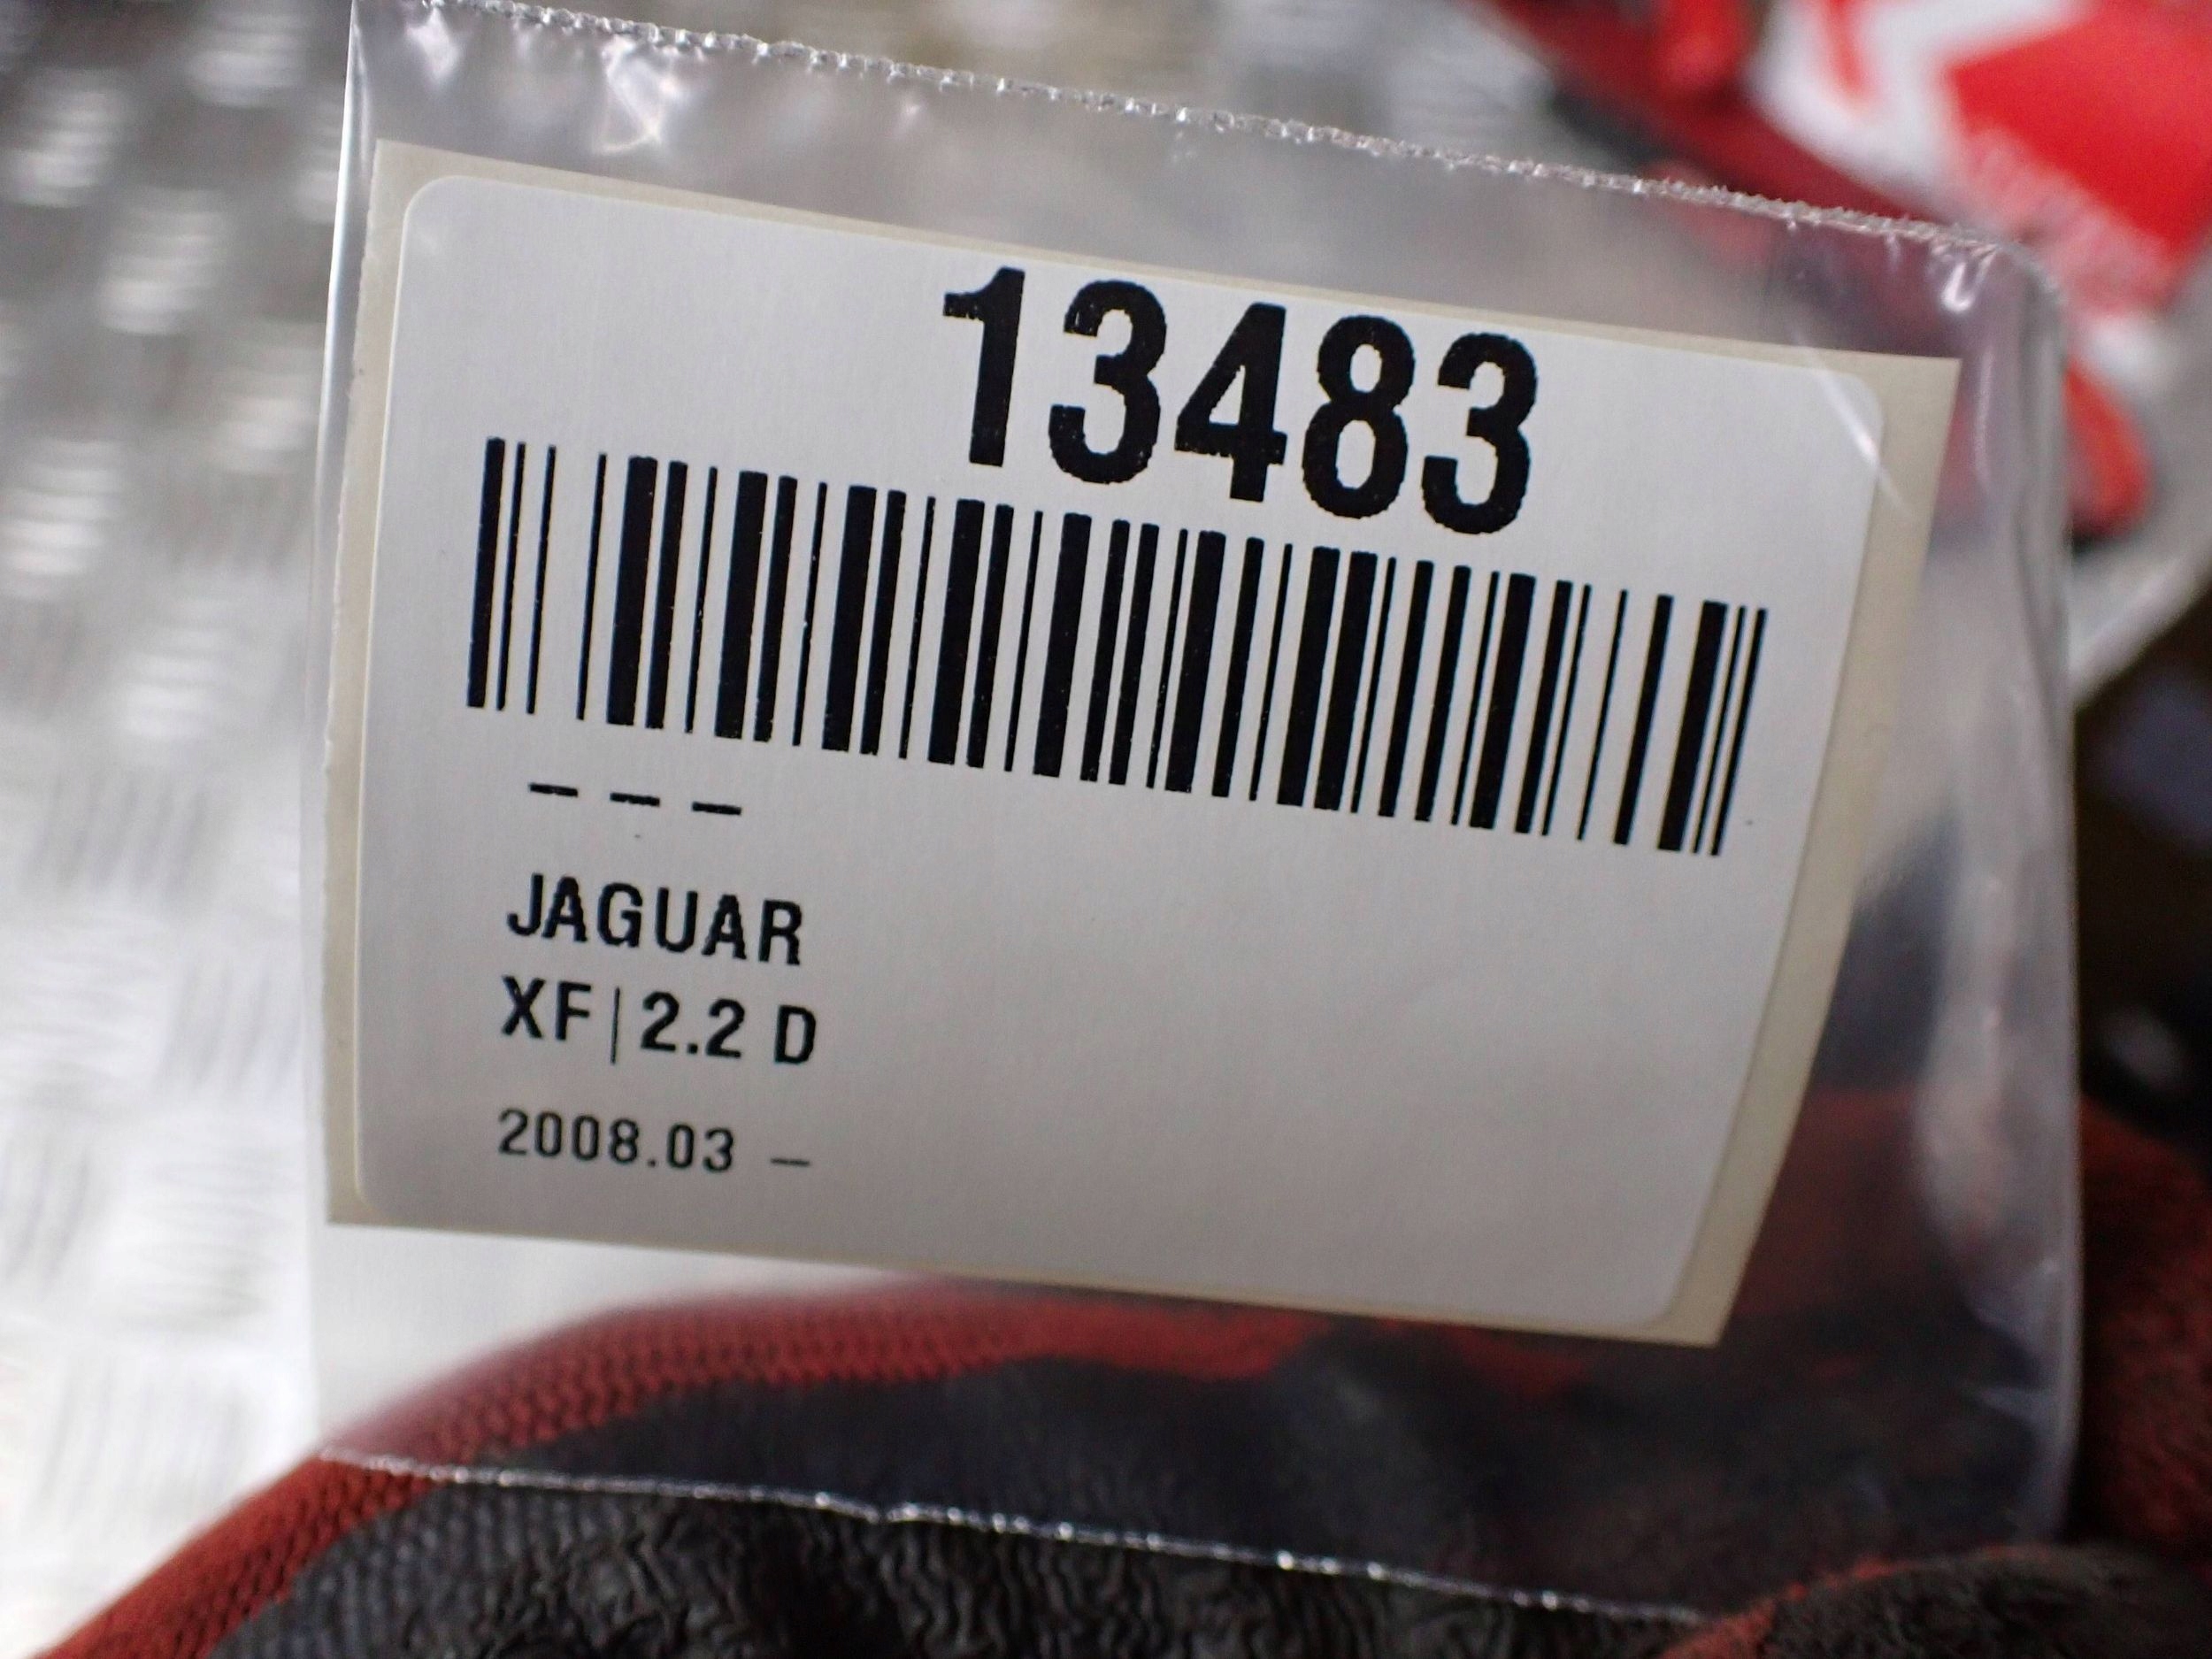 13483
– – –
JAGUAR
XF|2.2 D
2008.03 –